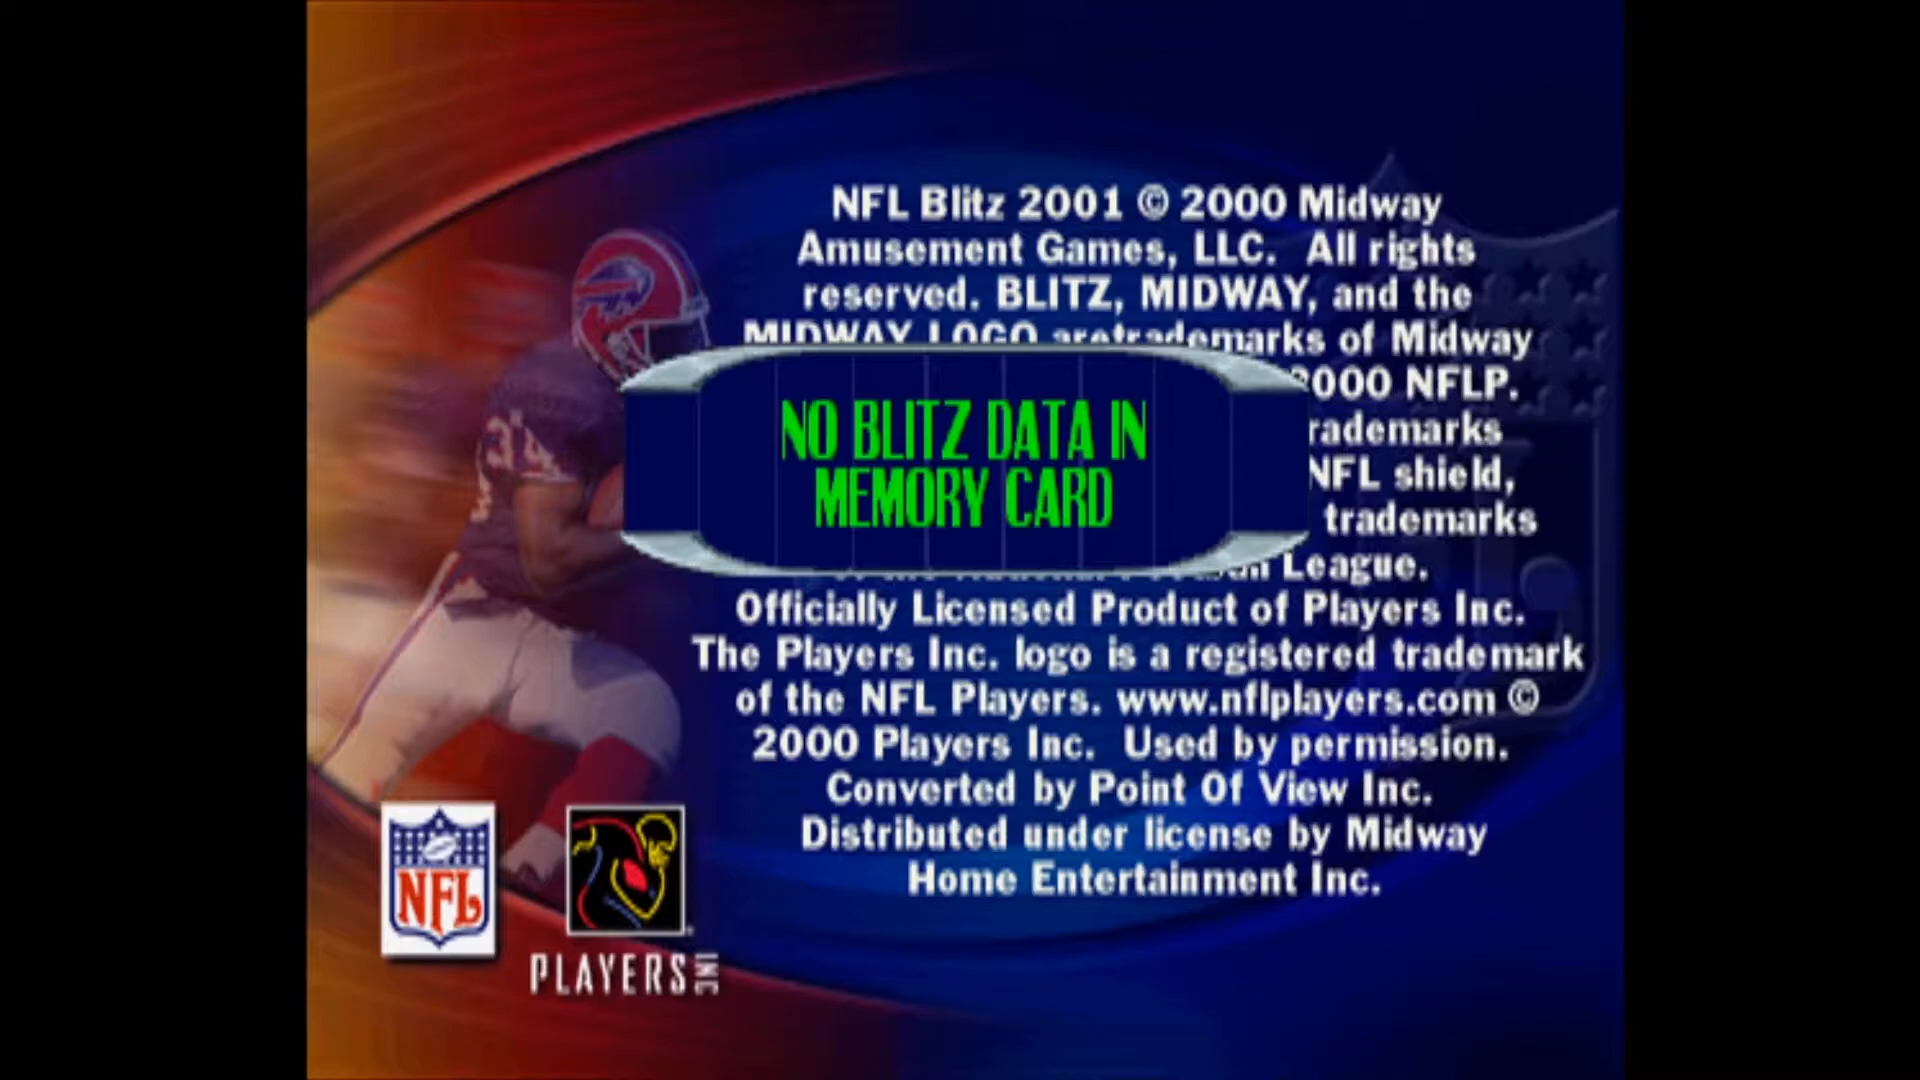 NFL Blitz 2001 © 2000 Midway
Amusement Games, LLC. All rights
reserved. BLITZ, MIDWAY, and the
MIDWAY LOGO aretrademarks of Midway
2000 NFLP.
trademarks
NFL shield,
trademarks
League.
NO BLITZ DATA IN
MEMORY CARD
Officially Licensed Product of Players Inc.
The Players Inc. logo is a registered trademark
of the NFL Players. www.nflplayers.com ©
2000 Players Inc. Used by permission.
Converted by Point Of View Inc.
Distributed under license by Midway
Home Entertainment Inc.
34
NFL
PLAYERS INC